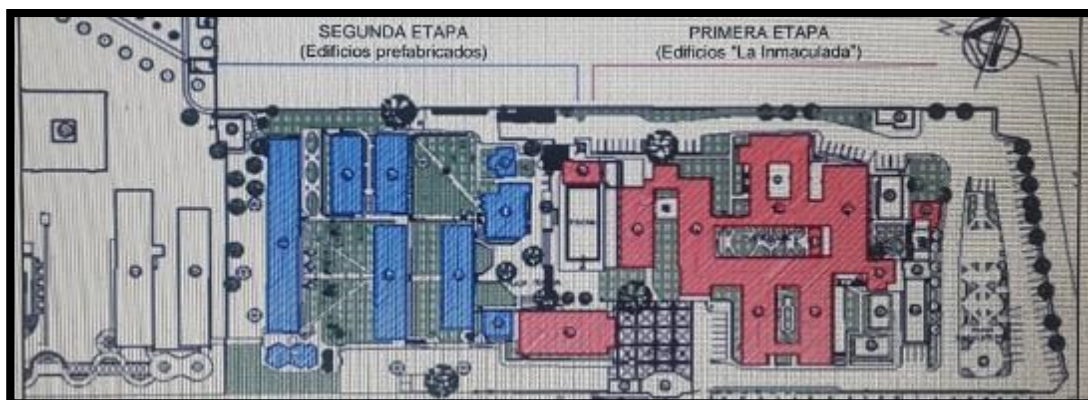 SEGUNDA ETAPA
(Edificios prefabricados)
PRIMERA ETAPA
(Edificios "La Inmaculada")
N